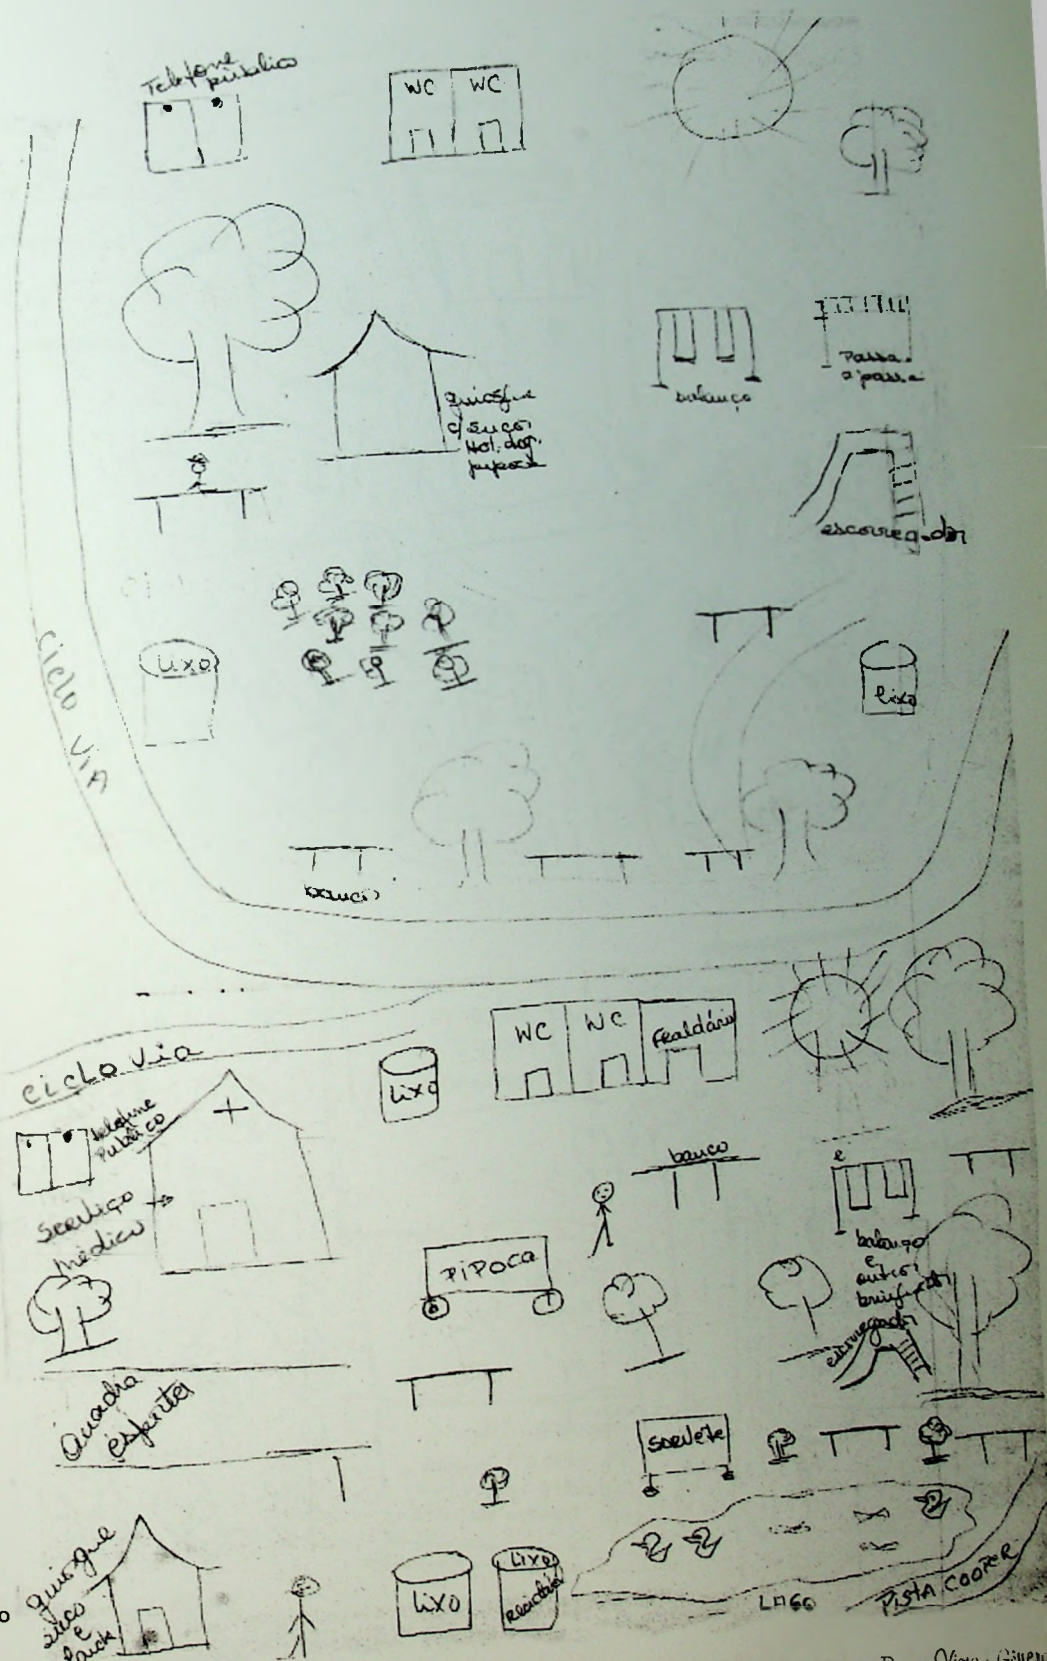 Telefone
público
WC WC
quiosque
c/ suco,
Hot. dog,
pipoca
balanço
Passa.
a passa
escorregador
lixo
lixo
ciclo via
banco
ciclo via
lixo
WC WC Fraldário
telefone
Público
serviço
médico
banco
PiPOCA
balanço
e
outros
brinquedos
escorregador
Quadra
esportes
sorvete
quiosque
suco
e
lixo
Lixo
Reciclável
LAGO
PISTA COOPER